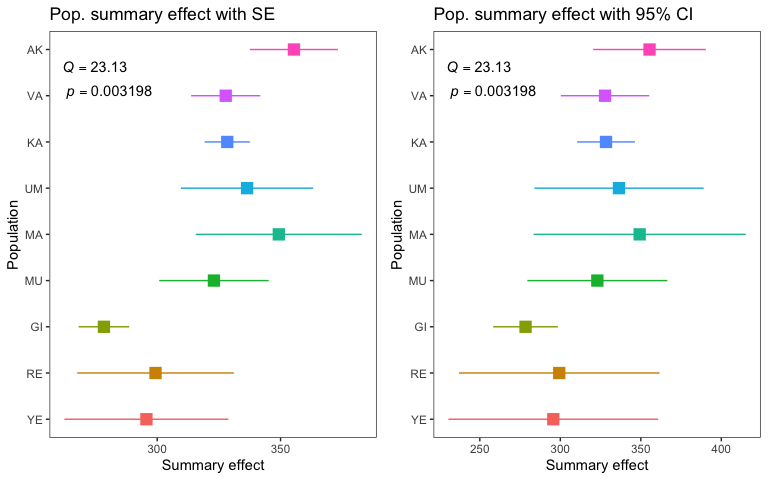 Pop. summary effect with SE
AK
VA
KA
UM
MA
MU
GI
RE
YE
Population
Q = 23.13
p = 0.003198
300
350
Summary effect
Pop. summary effect with 95% CI
AK
VA
KA
UM
MA
MU
GI
RE
YE
Population
Q = 23.13
p = 0.003198
250
300
350
400
Summary effect